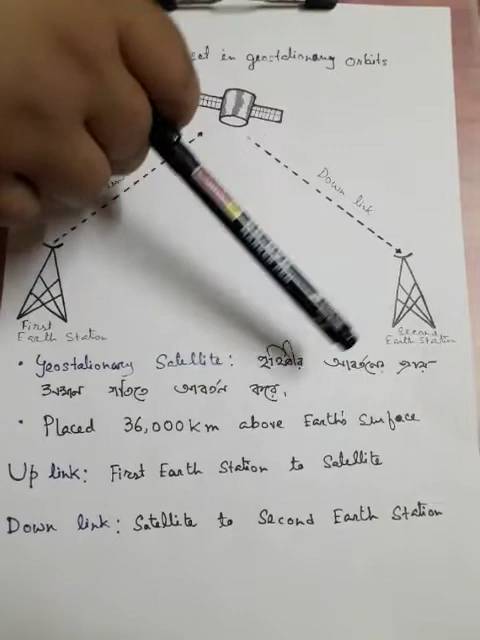 in geostationary orbits
Down link
First
Earth Station
Second
Earth Station
• Geostationary Satellite: পৃথিবীর আবর্তনের
সমান গতিতে আবর্তন করে,
• Placed 36,000km above Earth's Surface
Up link: First Earth Station to Satellite
Down link: Satellite to Second Earth Station